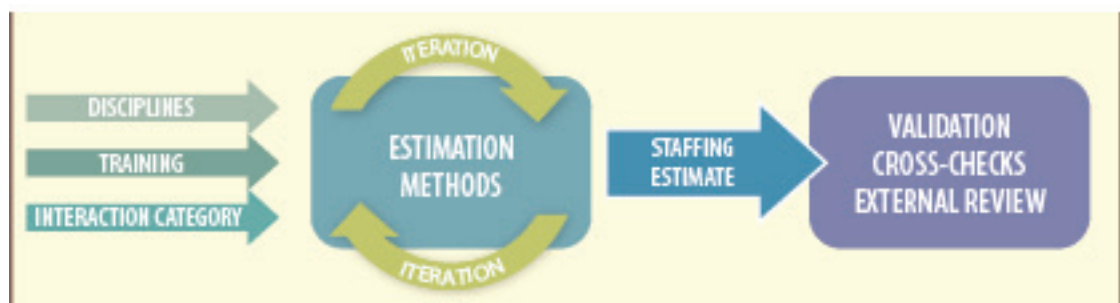 DISCIPLINES
TRAINING
INTERACTION CATEGORY
ITERATION
ESTIMATION
METHODS
ITERATION
STAFFING
ESTIMATE
VALIDATION
CROSS-CHECKS
EXTERNAL REVIEW